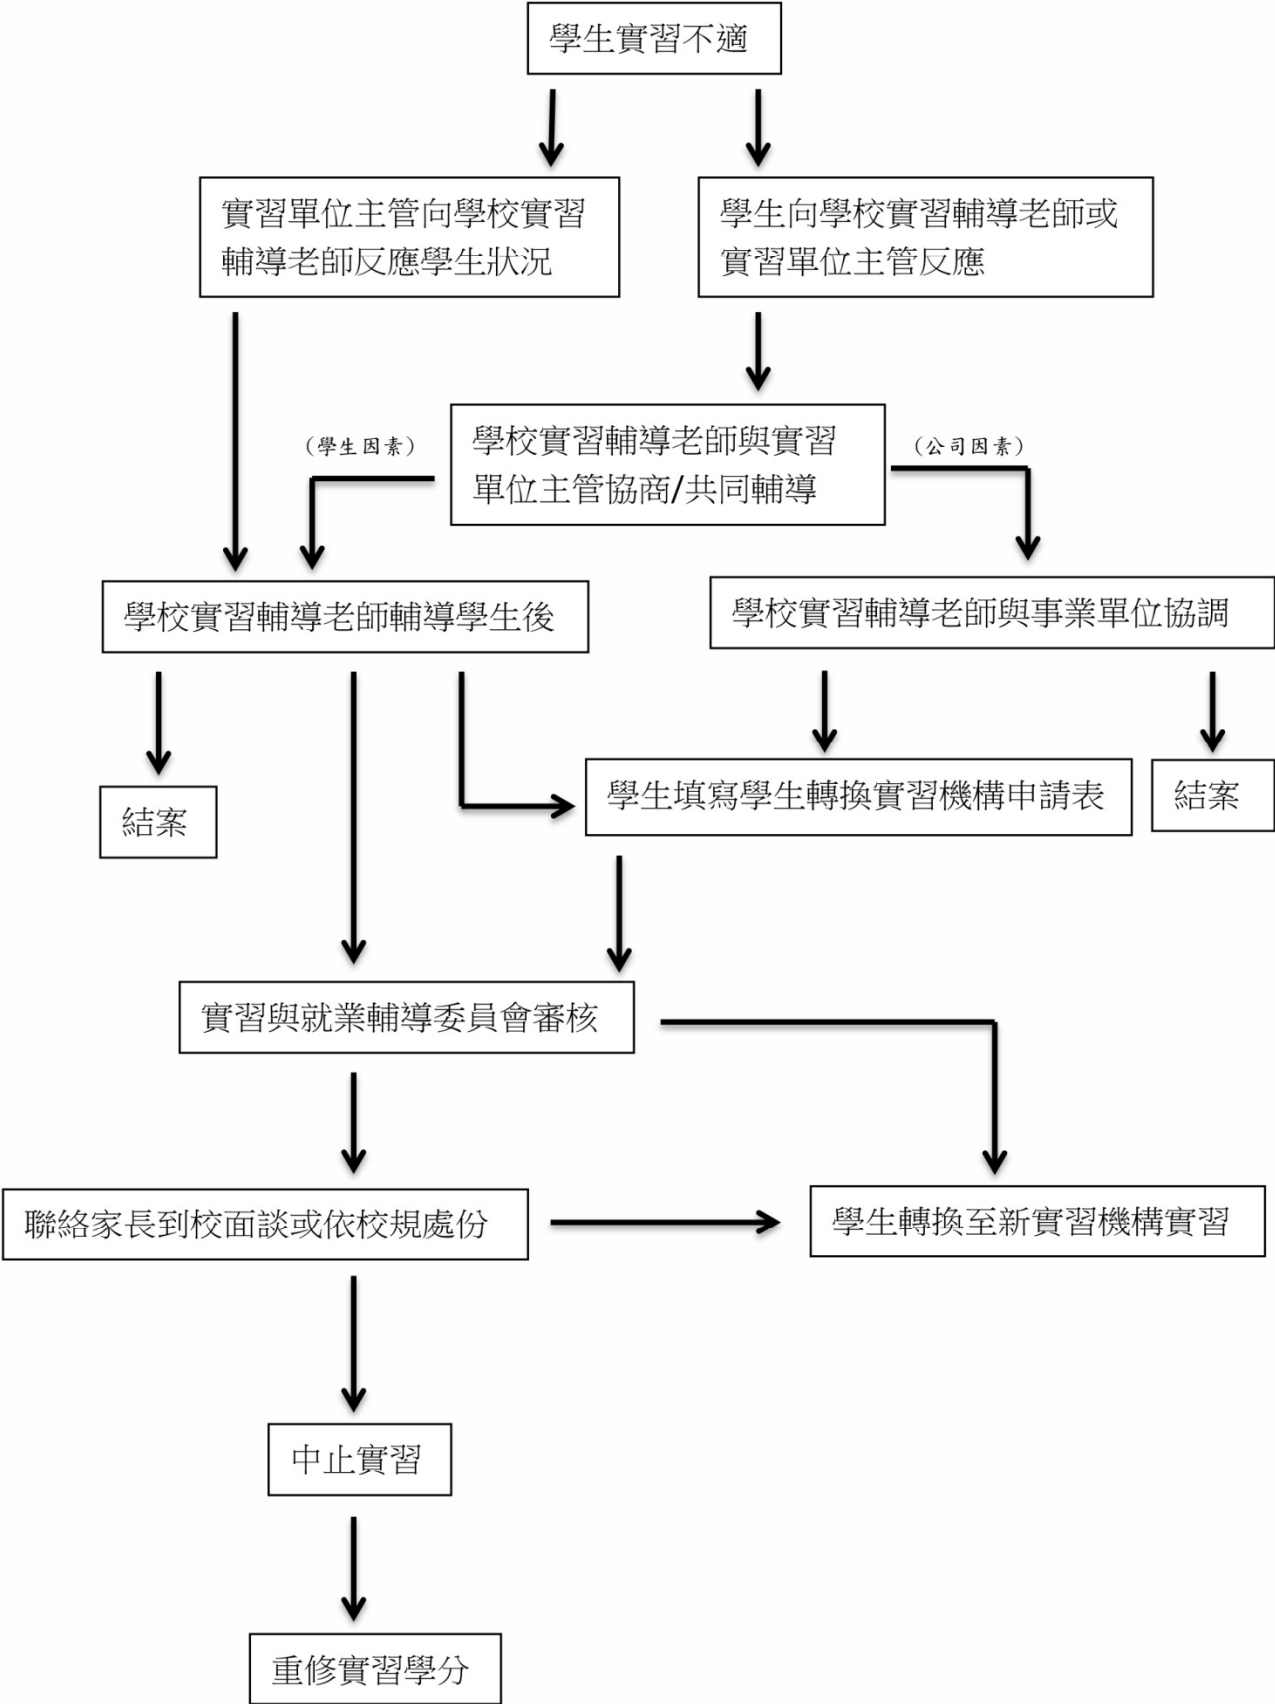 學生實習不適
實習單位主管向學校實習
輔導老師反應學生狀況
學生向學校實習輔導老師或
實習單位主管反應
(學生因素)
學校實習輔導老師與實習
單位主管協商/共同輔導
(公司因素)
學校實習輔導老師輔導學生後
學校實習輔導老師與事業單位協調
結案
學生填寫學生轉換實習機構申請表
結案
實習與就業輔導委員會審核
聯絡家長到校面談或依校規處份
學生轉換至新實習機構實習
中止實習
重修實習學分